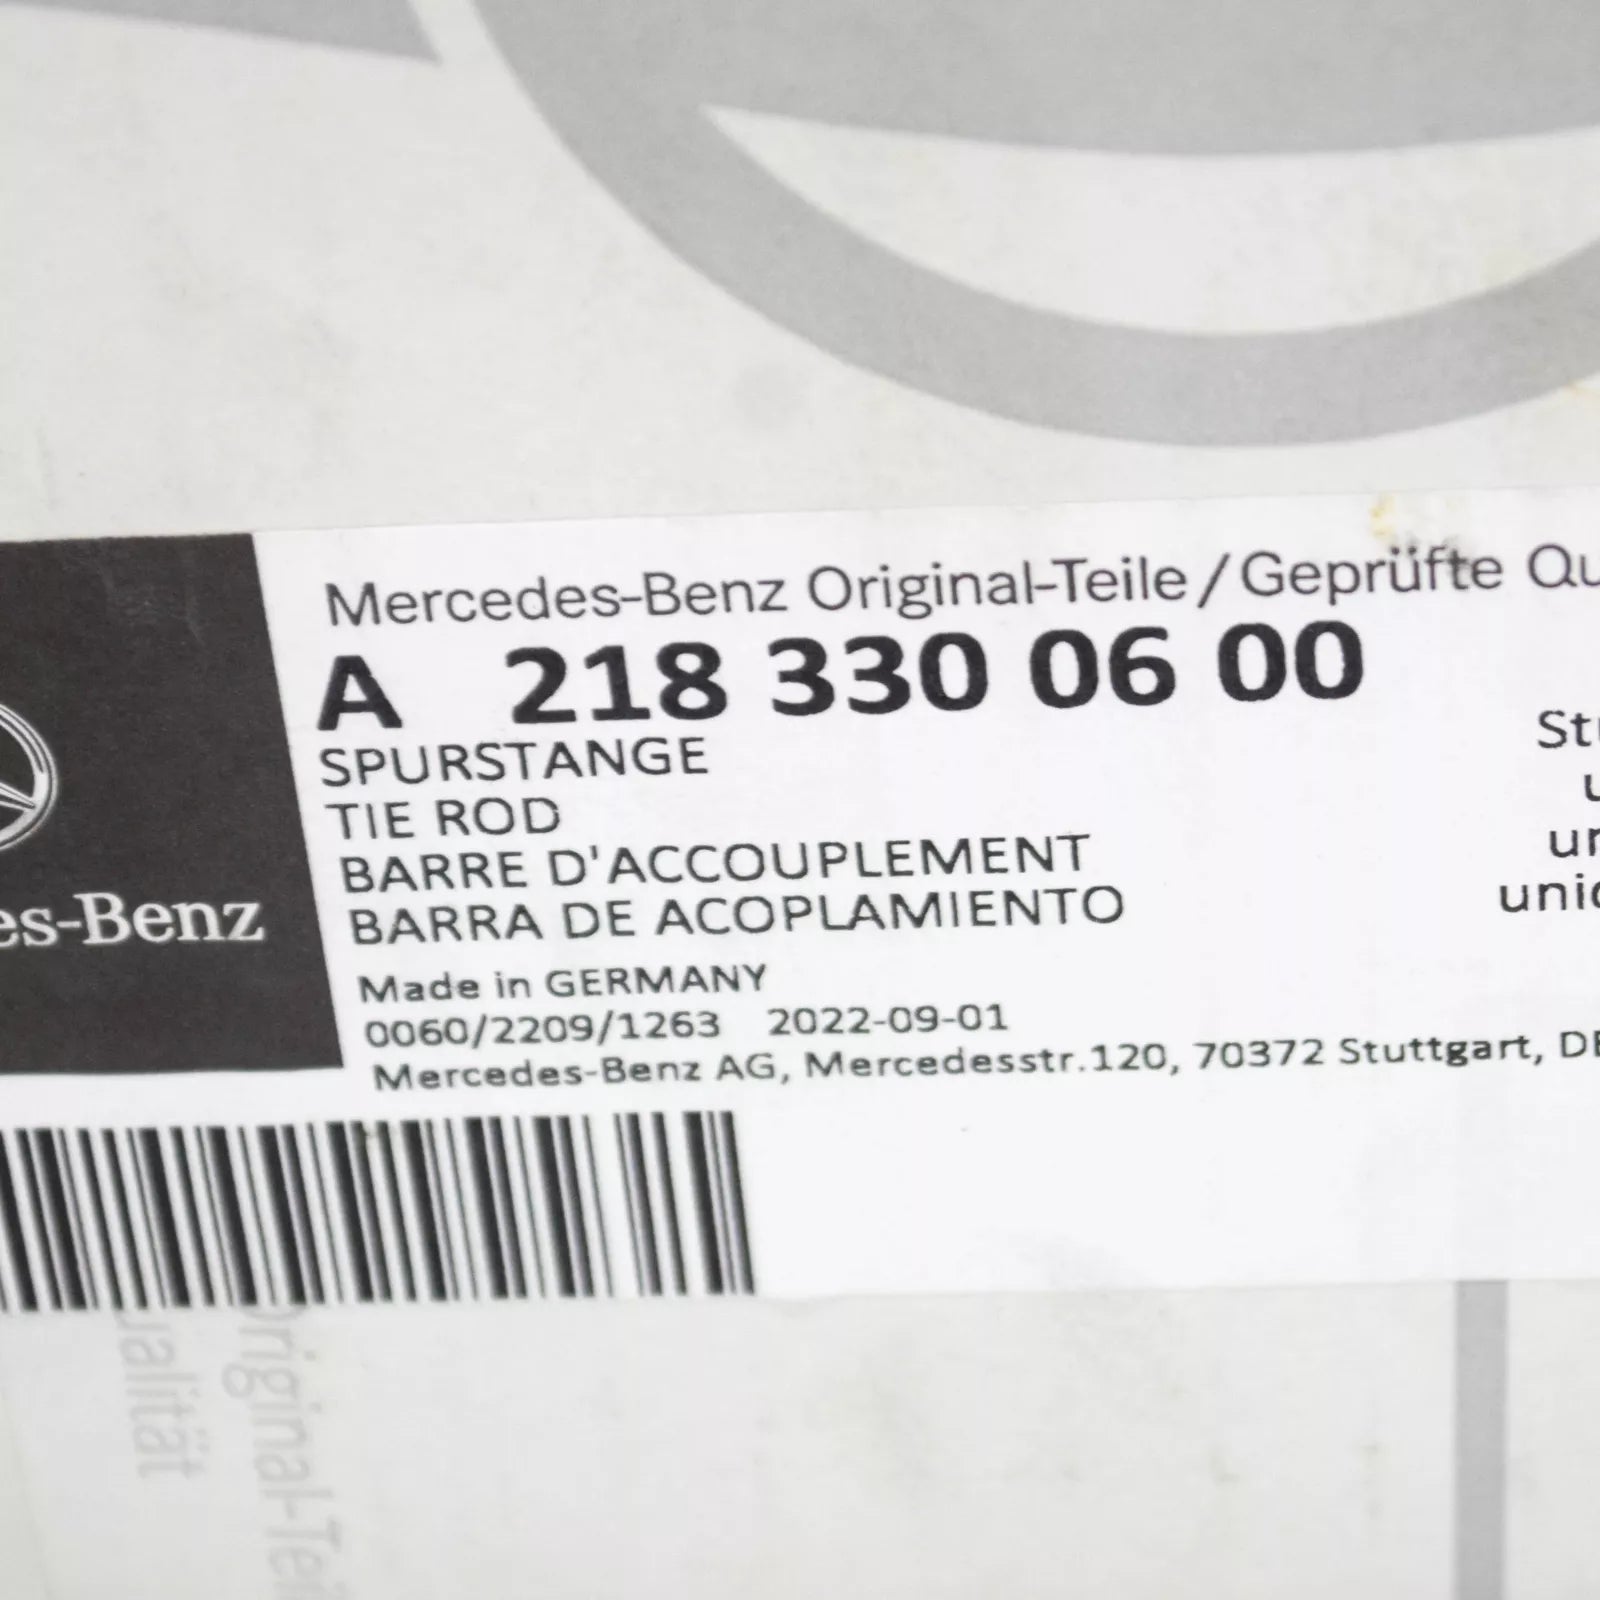 Mercedes-Benz Original-Teile / Geprüfte
A 218 330 06 00
SPURSTANGE
TIE ROD
BARRE D'ACCOUPLEMENT
BARRA DE ACOPLAMIENTO
Made in GERMANY
0060/2209/1263 2022-09-01
Mercedes-Benz AG, Mercedesstr.120, 70372 Stuttgart,
es-Benz